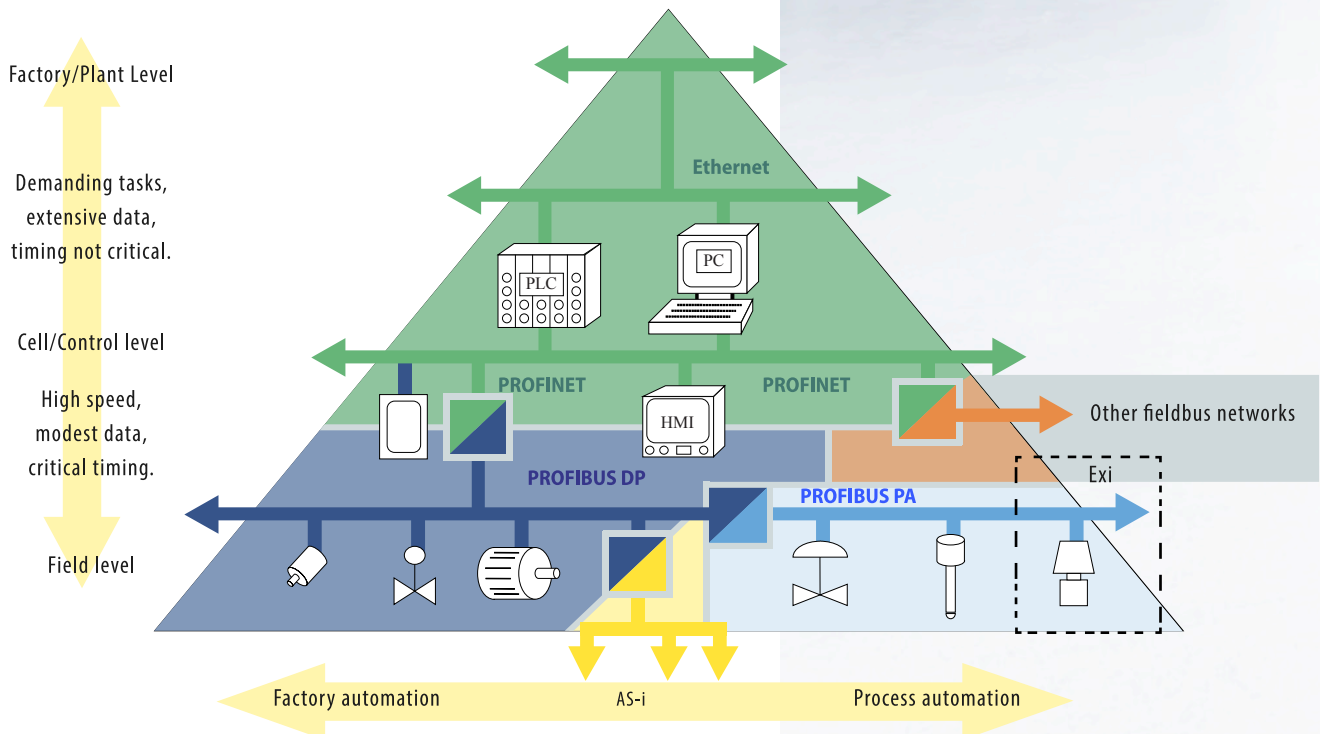 Factory/Plant Level
Demanding tasks,
extensive data,
timing not critical.
Cell/Control level
High speed,
modest data,
critical timing.
Field level
Ethernet
PLC
PC
PROFINET
PROFINET
HMI
Other fieldbus networks
PROFIBUS DP
Exi
PROFIBUS PA
Factory automation
AS-i
Process automation